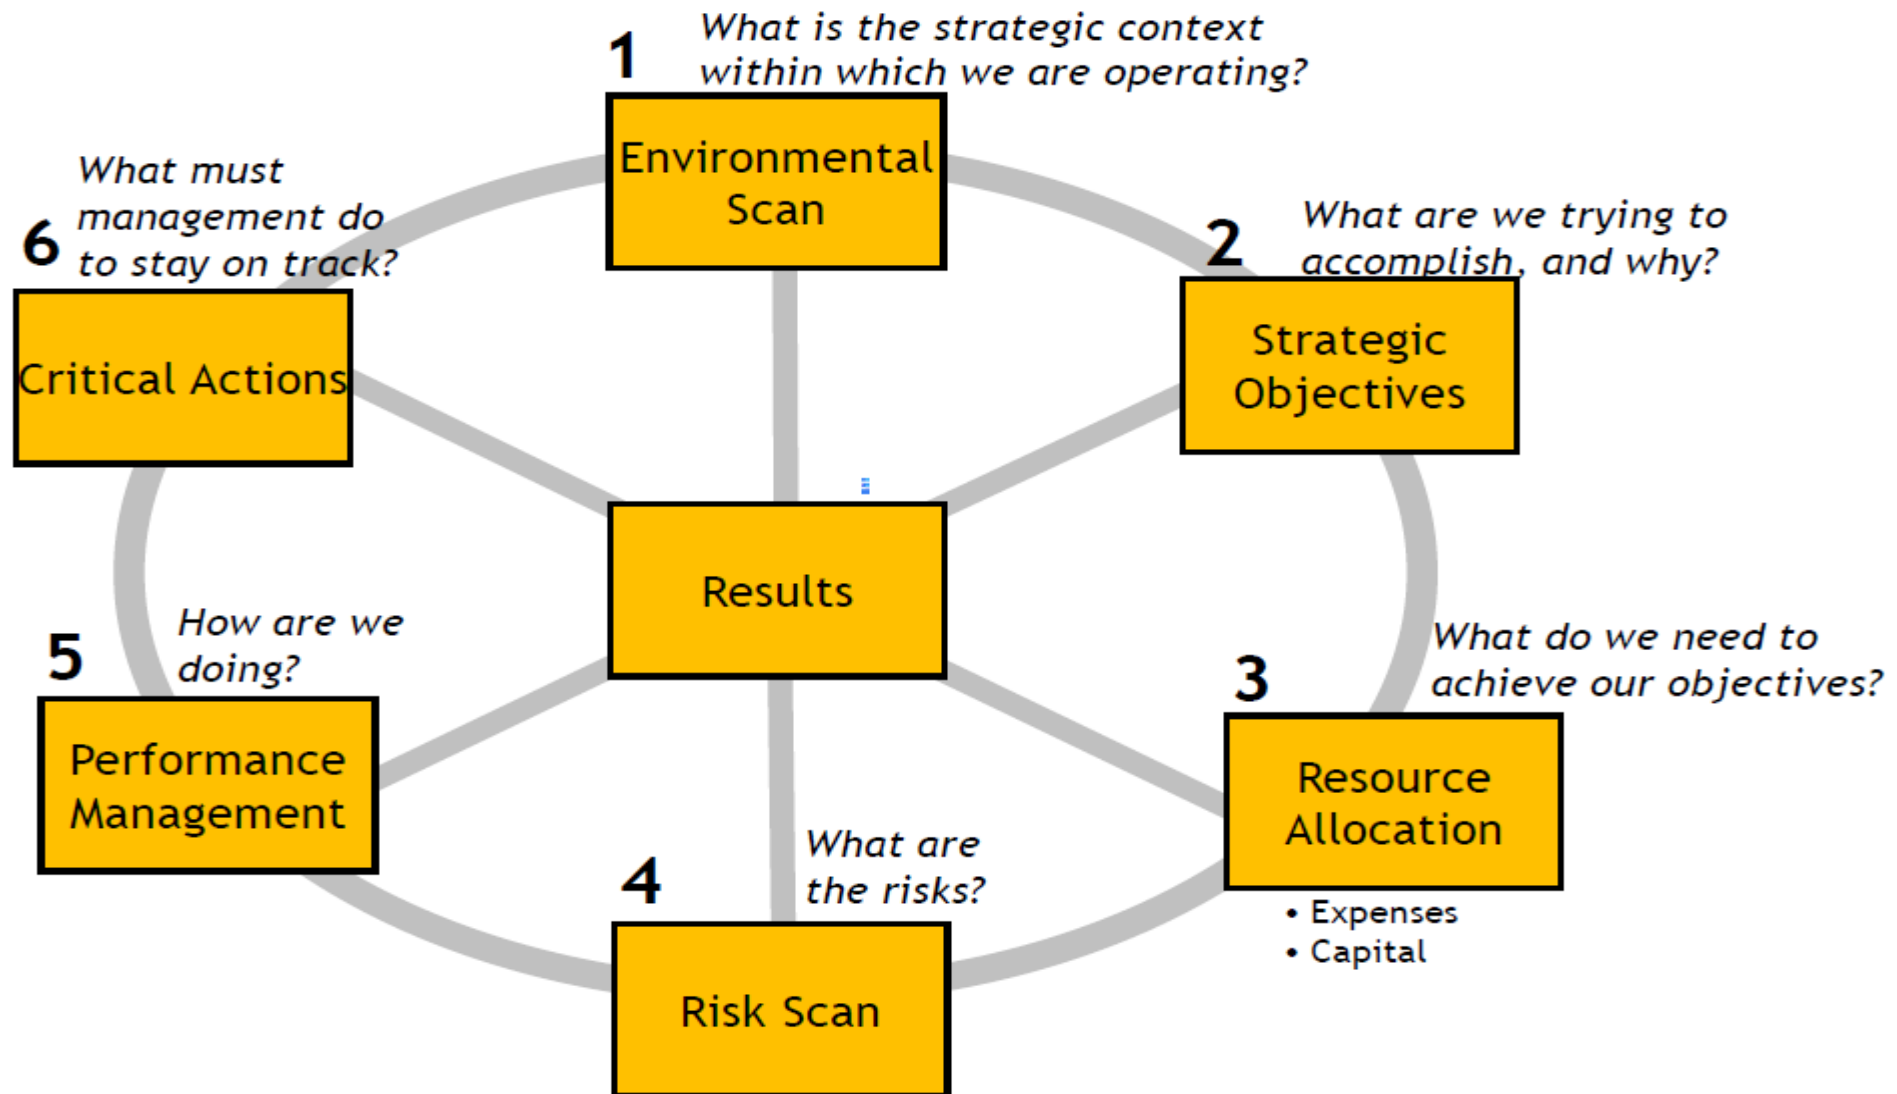 1
What is the strategic context
within which we are operating?
Environmental
Scan
2
What are we trying to
accomplish, and why?
Strategic
Objectives
3
What do we need to
achieve our objectives?
Resource
Allocation
• Expenses
• Capital
4
What are
the risks?
Risk Scan
5
How are we
doing?
Performance
Management
6
What must
management do
to stay on track?
Critical Actions
Results